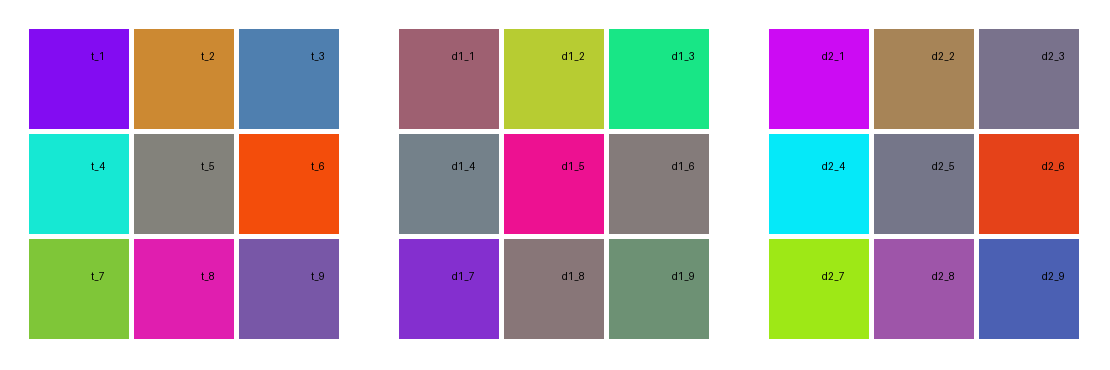 t_1 t_2 t_3 d1_1 d1_2 d1_3 d2_1 d2_2 d2_3
t_4 t_5 t_6 d1_4 d1_5 d1_6 d2_4 d2_5 d2_6
t_7 t_8 t_9 d1_7 d1_8 d1_9 d2_7 d2_8 d2_9